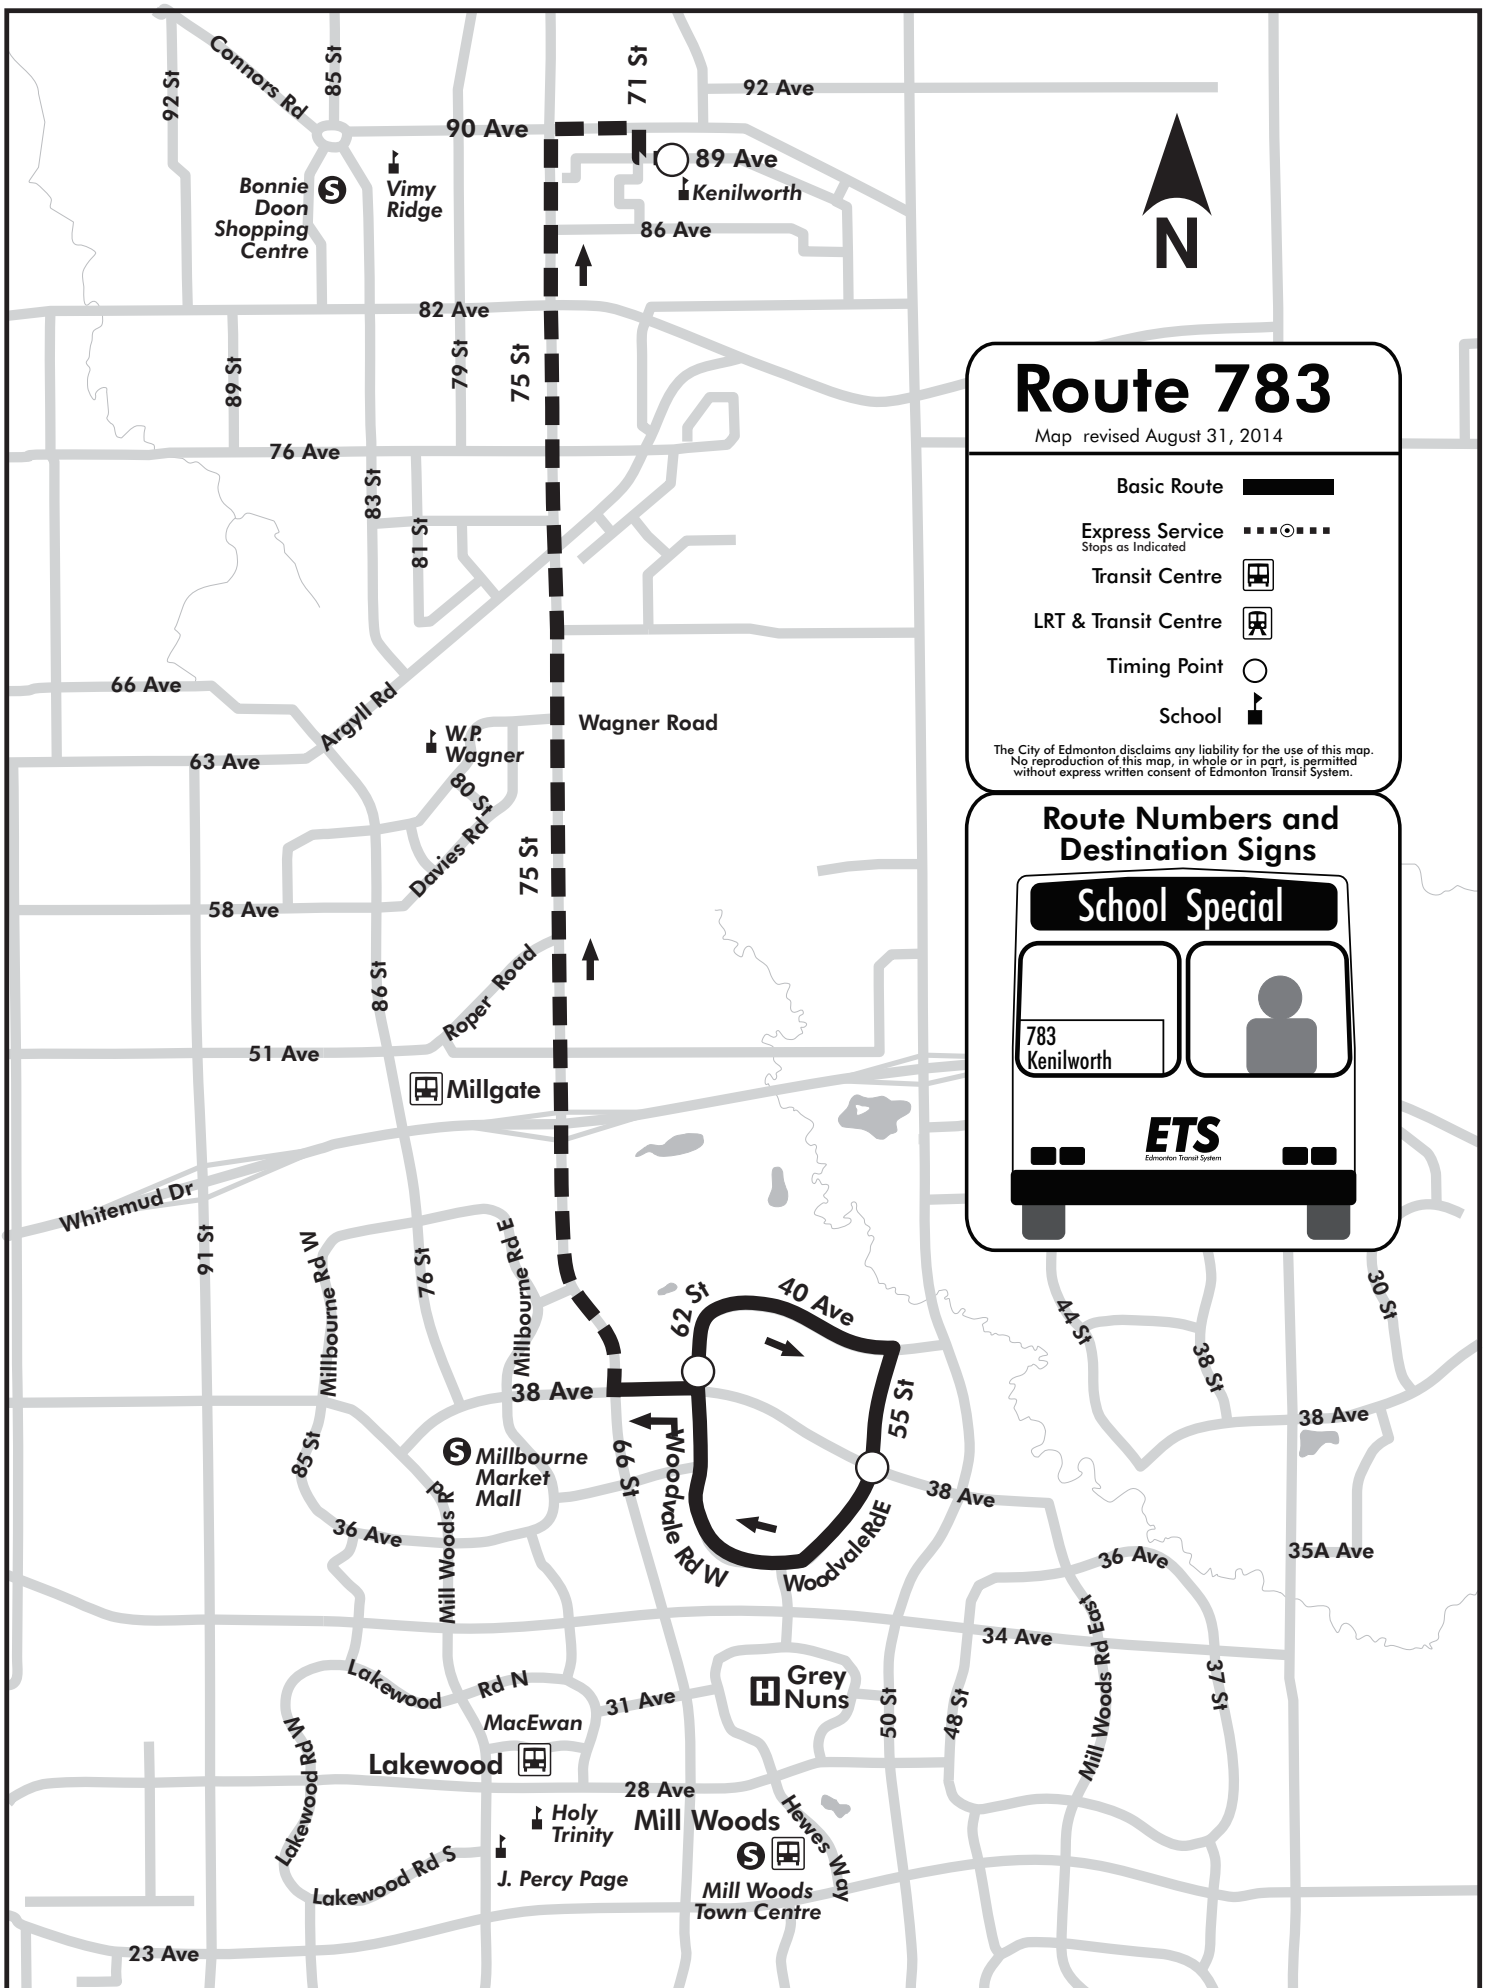 Connors Rd
92 St
85 St
71 St
92 Ave
90 Ave
89 Ave
Bonnie
Doon
Shopping
Centre
S
Vimy
Ridge
Kenilworth
86 Ave
N
82 Ave
89 St
79 St
75 St
76 Ave
83 St
81 St
Route 783
Map revised August 31, 2014
Basic Route
Express Service
Stops as Indicated
Transit Centre
LRT & Transit Centre
Timing Point
School
The City of Edmonton disclaims any liability for the use of this map.
No reproduction of this map, in whole or in part, is permitted
without express written consent of Edmonton Transit System.
66 Ave
Argyll Rd
W.P.
Wagner
Wagner Road
63 Ave
80 St
Davies Rd
75 St
58 Ave
86 St
Roper Road
51 Ave
Millgate
Route Numbers and
Destination Signs
School Special
783
Kenilworth
ETS
Edmonton Transit System
Whitemud Dr
91 St
Millbourne Rd W
76 St
Millbourne Rd E
62 St
40 Ave
44 St
38 St
30 St
38 Ave
55 St
38 Ave
85 St
S
Millbourne
Market
Mall
66 St
Woodvale Rd W
Woodvale Rd E
38 Ave
36 Ave
Mill Woods Rd
36 Ave
35A Ave
34 Ave
Mill Woods Rd East
37 St
Lakewood Rd N
31 Ave
H
Grey
Nuns
50 St
48 St
MacEwan
Lakewood
Lakewood Rd W
28 Ave
Holy
Trinity
Mill Woods
S
Hewes Way
Lakewood Rd S
J. Percy Page
Mill Woods
Town Centre
23 Ave